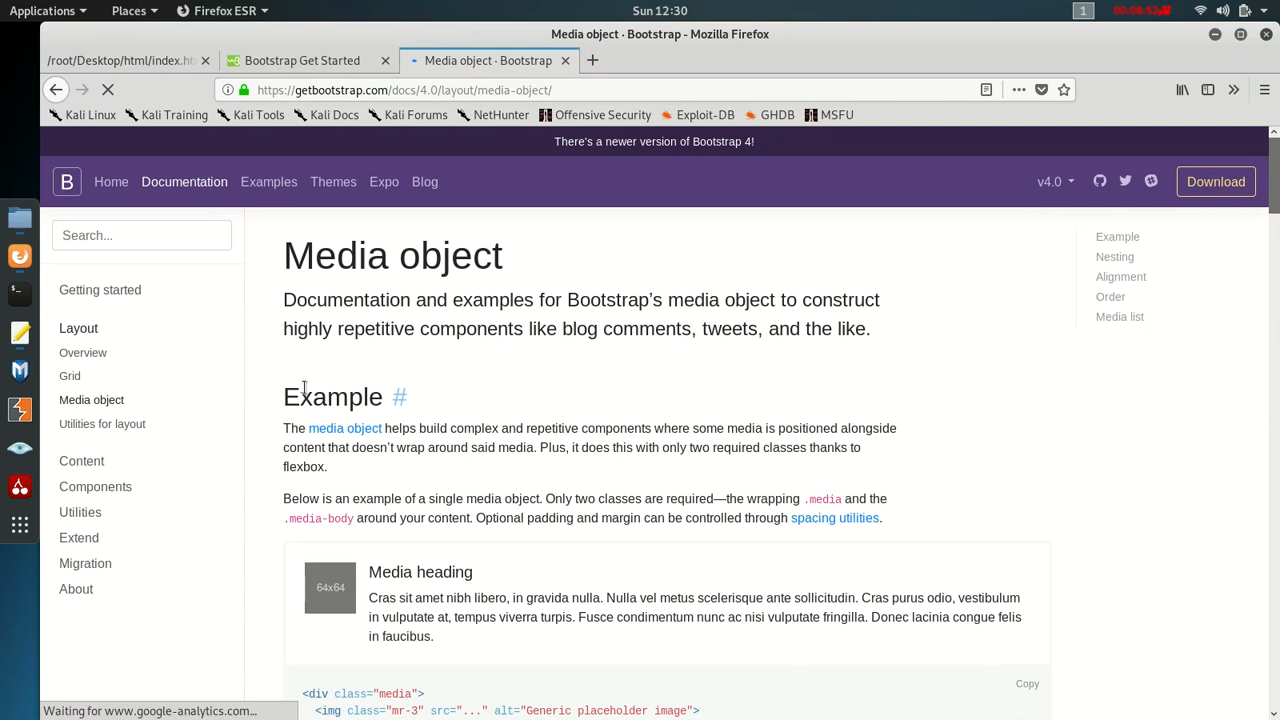 Applications Places Firefox ESR Sun 12:30 1
Media object · Bootstrap - Mozilla Firefox
/root/Desktop/html/index.ht Bootstrap Get Started Media object · Bootstrap
https://getbootstrap.com/docs/4.0/layout/media-object/
Kali Linux Kali Training Kali Tools Kali Docs Kali Forums NetHunter Offensive Security Exploit-DB GHDB MSFU
There's a newer version of Bootstrap 4!
B Home Documentation Examples Themes Expo Blog v4.0 Download
Search...
Getting started
Layout
Overview
Grid
Media object
Utilities for layout
Content
Components
Utilities
Extend
Migration
About
Media object
Documentation and examples for Bootstrap's media object to construct
highly repetitive components like blog comments, tweets, and the like.
Example #
The media object helps build complex and repetitive components where some media is positioned alongside
content that doesn't wrap around said media. Plus, it does this with only two required classes thanks to
flexbox.
Below is an example of a single media object. Only two classes are required—the wrapping .media and the
.media-body around your content. Optional padding and margin can be controlled through spacing utilities.
64x64
Media heading
Cras sit amet nibh libero, in gravida nulla. Nulla vel metus scelerisque ante sollicitudin. Cras purus odio, vestibulum
in vulputate at, tempus viverra turpis. Fusce condimentum nunc ac nisi vulputate fringilla. Donec lacinia congue felis
in faucibus.
Copy
<div class="media">
<img class="mr-3" src="..." alt="Generic placeholder image">
Example
Nesting
Alignment
Order
Media list
Waiting for www.google-analytics.com...